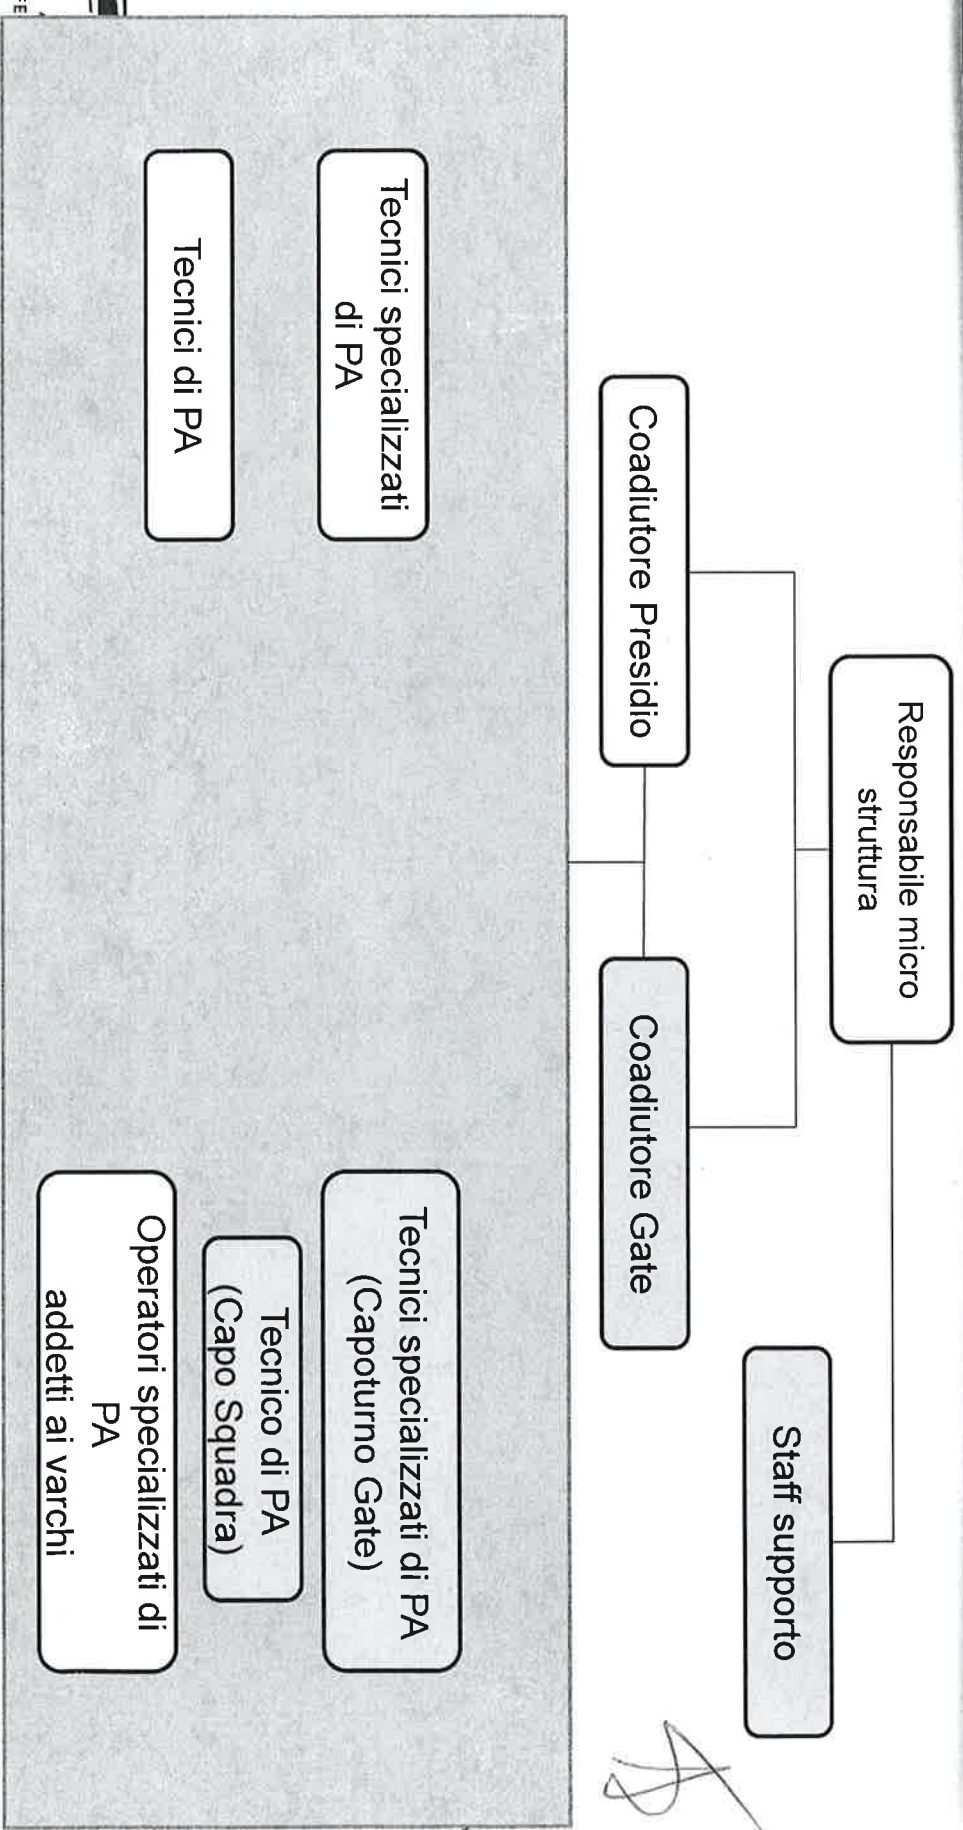 Responsabile micro
struttura
Staff supporto
Coadiutore Presidio
Coadiutore Gate
Tecnici specializzati
di PA
Tecnici di PA
Tecnici specializzati di PA
(Capoturno Gate)
Tecnico di PA
(Capo Squadra)
Operatori specializzati di
PA
addetti ai varchi